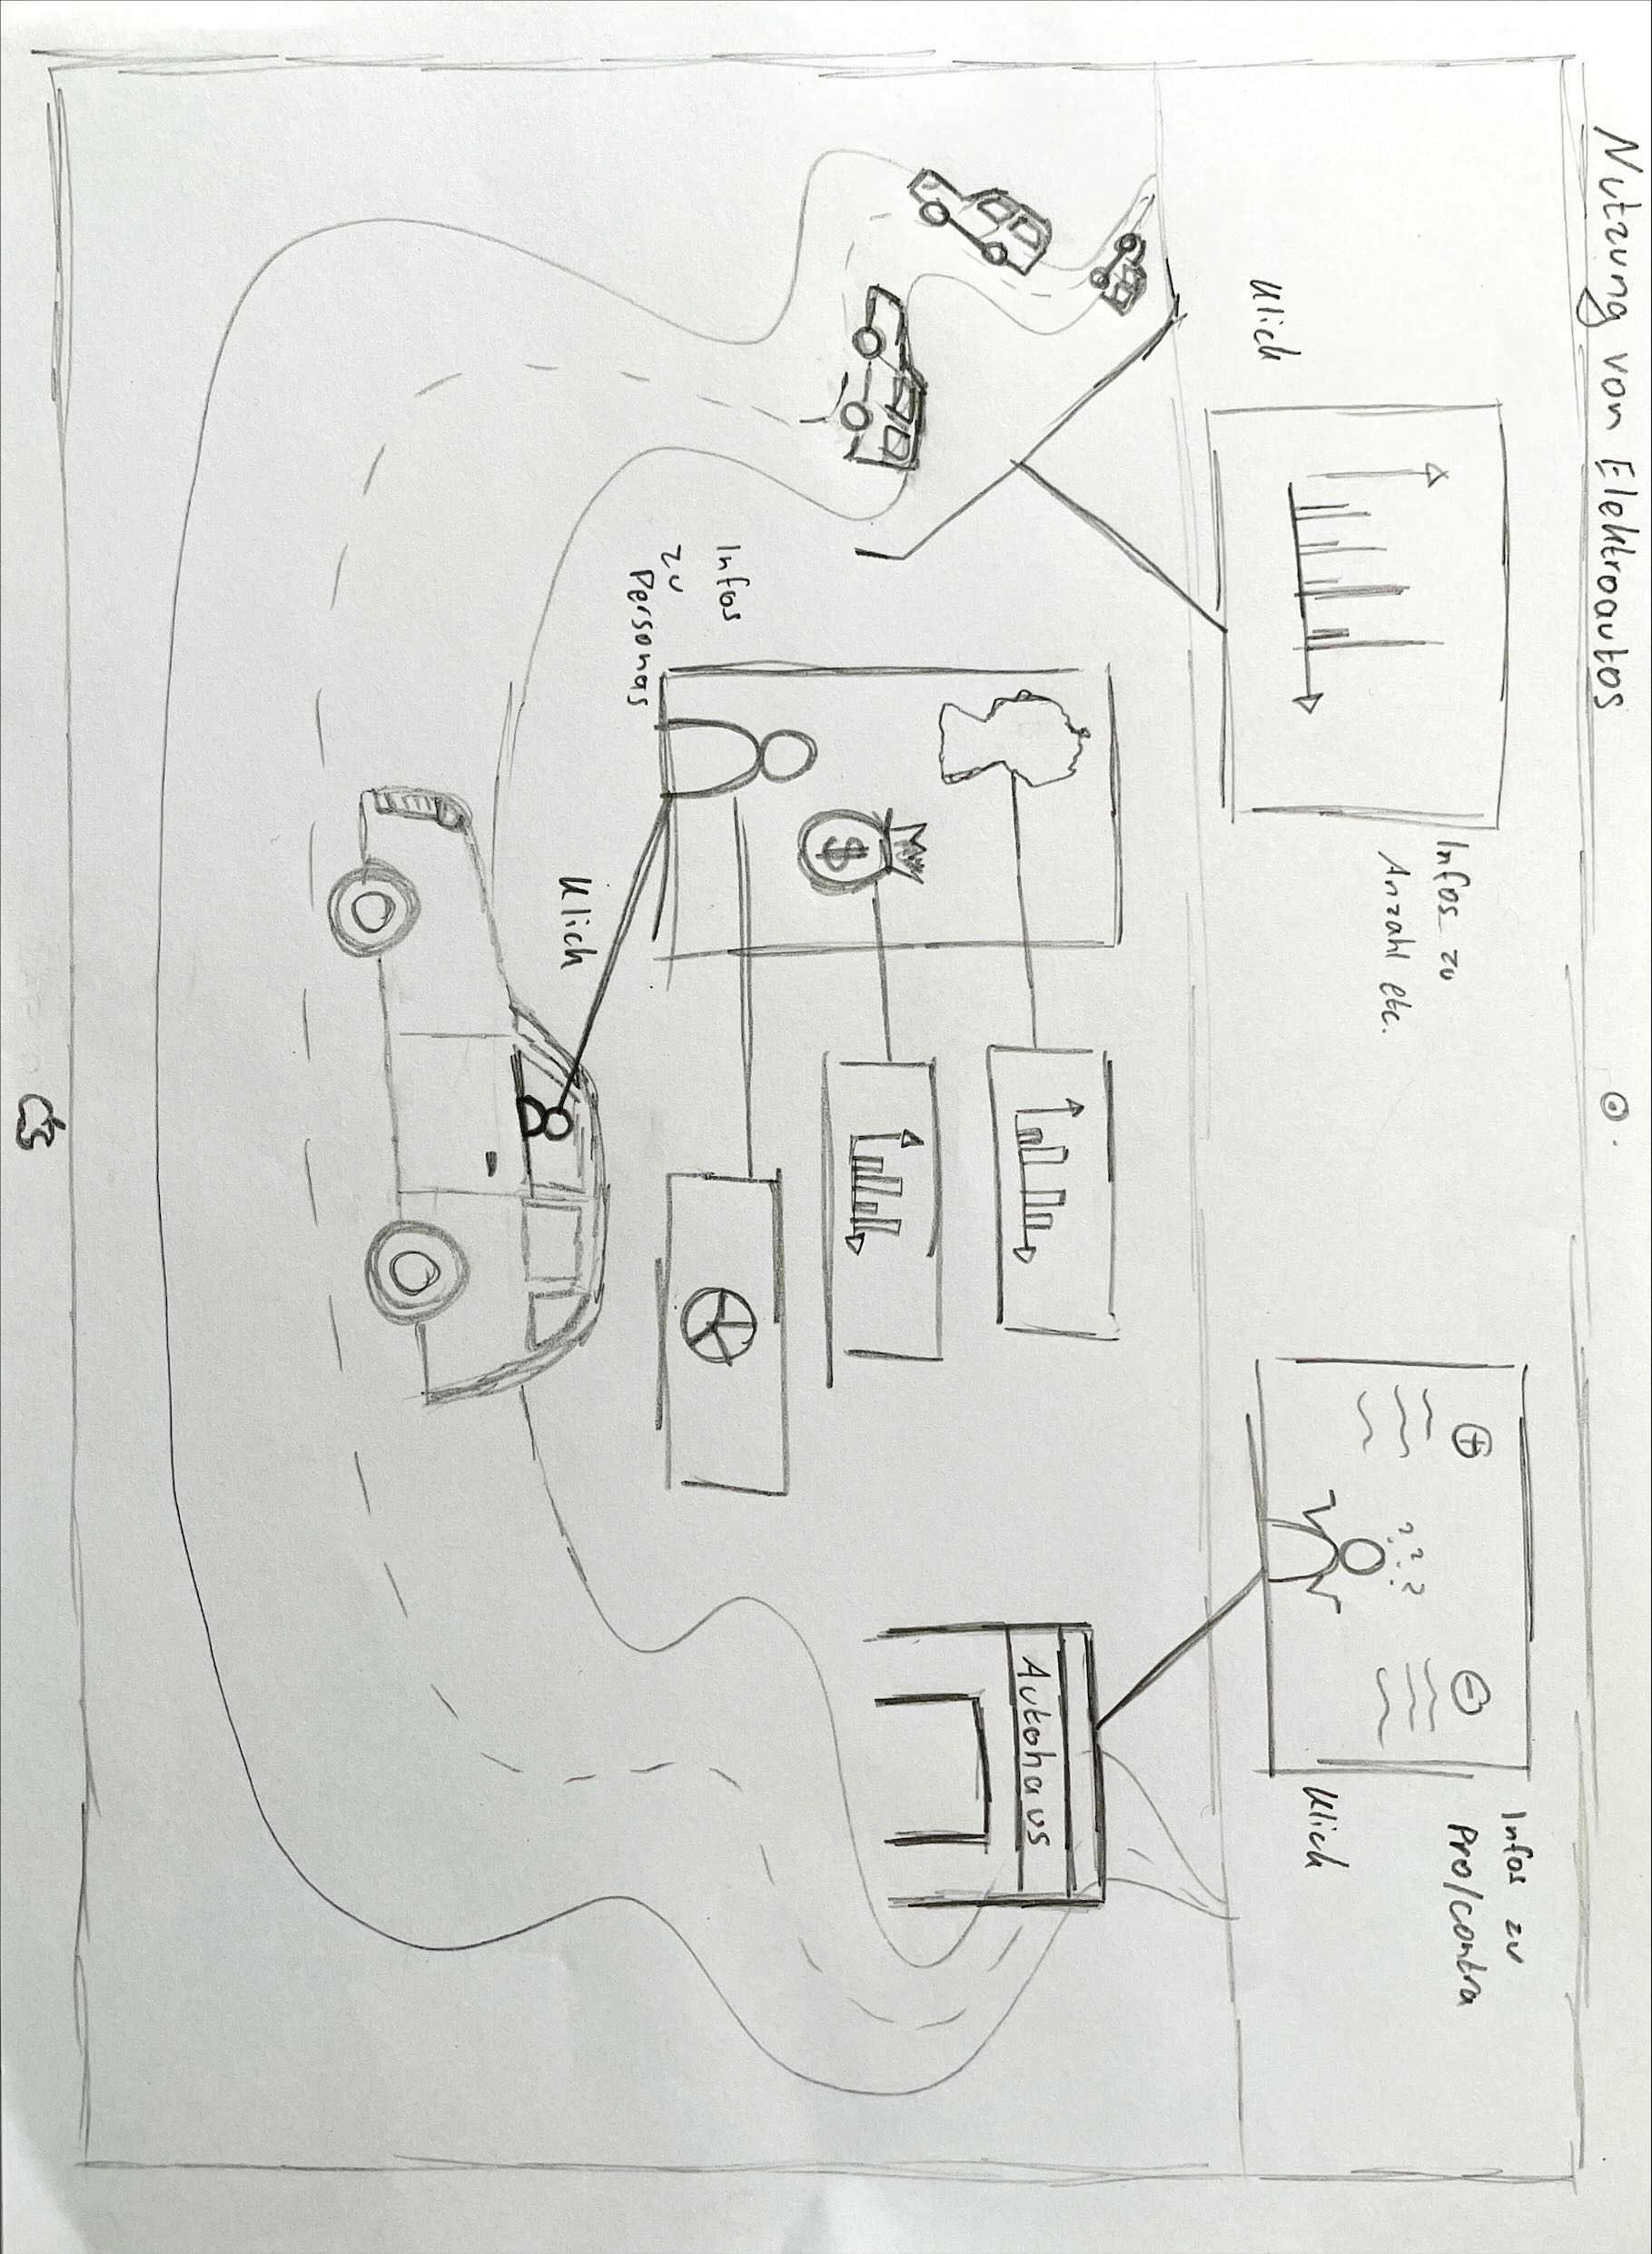 Nutzung von Elektroautos
Infos zu
Anzahl etc.
Klick
Infos zu
Pro/contra
+
-
? ? ?
Klick
Autohaus
$
Infos
zu
Personas
Klick